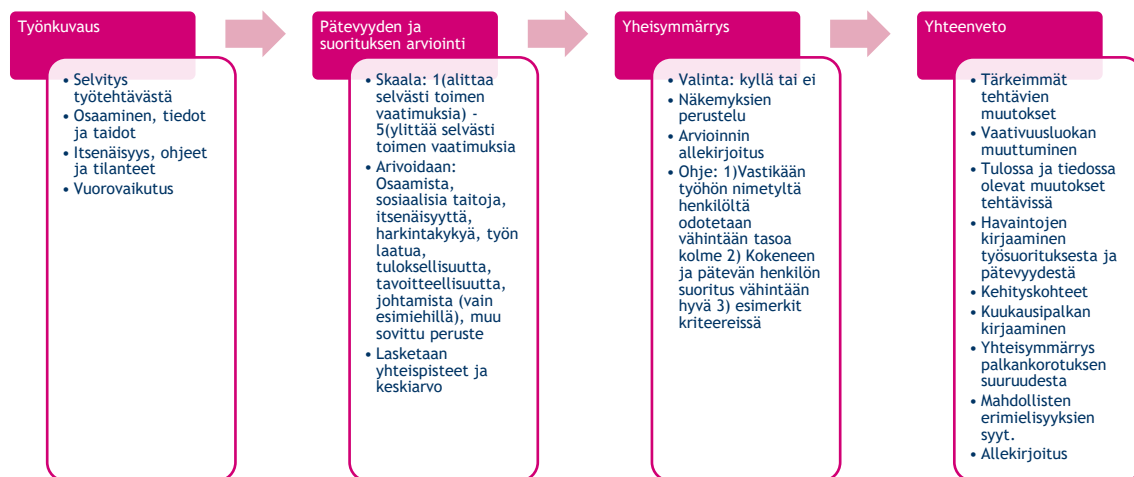 Työnkuvaus
• Selvitys
työtehtävästä
• Osaaminen, tiedot
ja taidot
• Itsenäisyys, ohjeet
ja tilanteet
• Vuorovaikutus
Pätevyyden ja
suorituksen arviointi
• Skaala: 1(alittaa
selvästi toimen
vaatimuksia) -
5(ylittää selvästi
toimen vaatimuksia
• Arivoidaan:
Osaamista,
sosiaalisia taitoja,
itsenäisyyttä,
harkintakykyä, työn
laatua,
tuloksellisuutta,
tavoitteellisuutta,
johtamista (vain
esimiehillä), muu
sovittu peruste
• Lasketaan
yhteispisteet ja
keskiarvo
Yheisymmärrys
• Valinta: kyllä tai ei
• Näkemyksien
perustelu
• Arvioinnin
allekirjoitus
• Ohje: 1)Vastikään
työhön nimetyltä
henkilöltä
odotetaan
vähintään tasoa
kolme 2) Kokeneen
ja pätevän henkilön
suoritus vähintään
hyvä 3) esimerkit
kriteereissä
Yhteenveto
• Tärkeimmät
tehtävien
muutokset
• Vaativuusluokan
muuttuminen
• Tulossa ja tiedossa
olevat muutokset
tehtävissä
• Havaintojen
kirjaaminen
työsuorituksesta ja
pätevyydestä
• Kehityskohteet
• Kuukausipalkan
kirjaaminen
• Yhteisymmärrys
palkankorotuksen
suuruudesta
• Mahdollisten
erimielisyyksien
syyt.
• Allekirjoitus